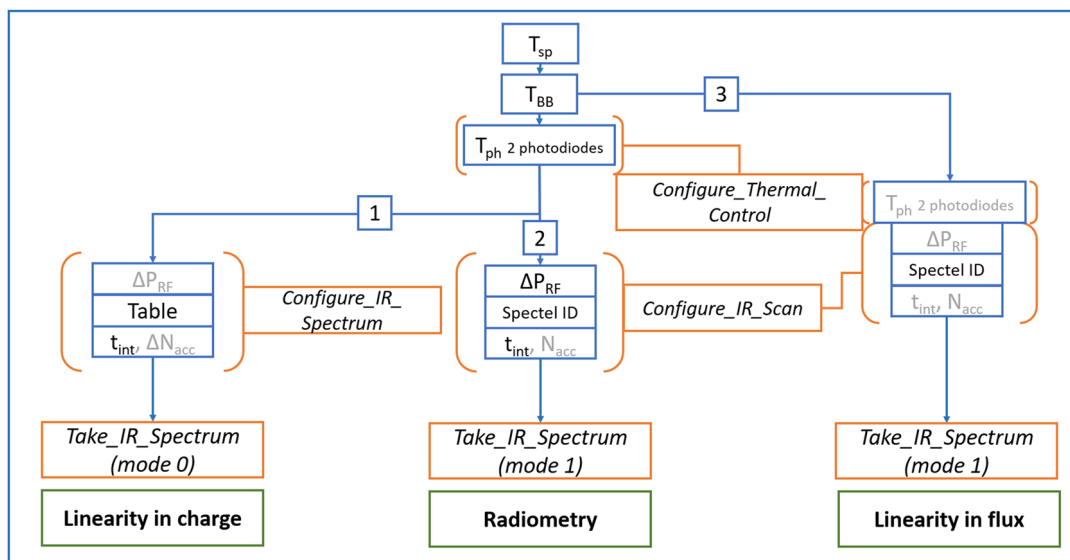 T_sp
T_BB
3
T_ph 2 photodiodes
Configure_Thermal_
Control
T_ph 2 photodiodes
1
2
ΔP_RF
Table
t_int, ΔN_acc
Configure_IR_
Spectrum
ΔP_RF
Spectel ID
t_int, N_acc
Configure_IR_Scan
ΔP_RF
Spectel ID
t_int, N_acc
Take_IR_Spectrum
(mode 0)
Take_IR_Spectrum
(mode 1)
Take_IR_Spectrum
(mode 1)
Linearity in charge
Radiometry
Linearity in flux